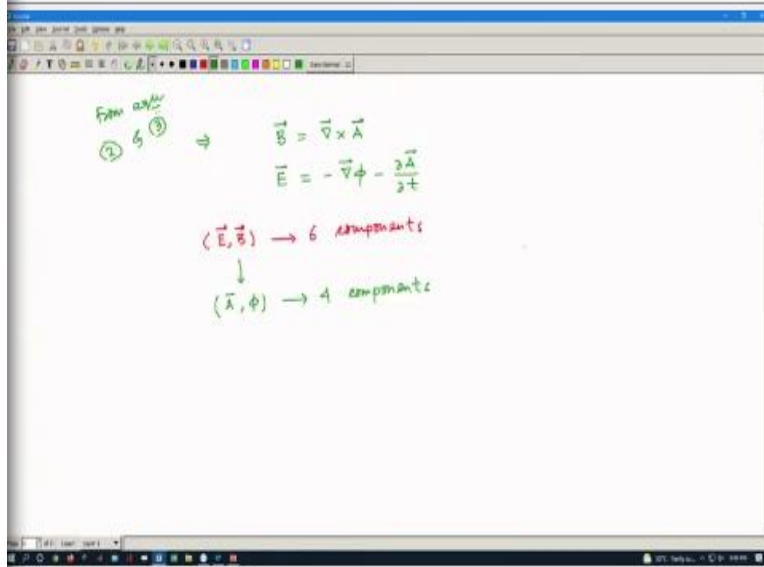 From eqn
② & ③ ⇒ B⃗ = ∇⃗ × A⃗
E⃗ = - ∇⃗φ - ∂A⃗/∂t
(E⃗, B⃗) → 6 components
↓
(A⃗, φ) → 4 components